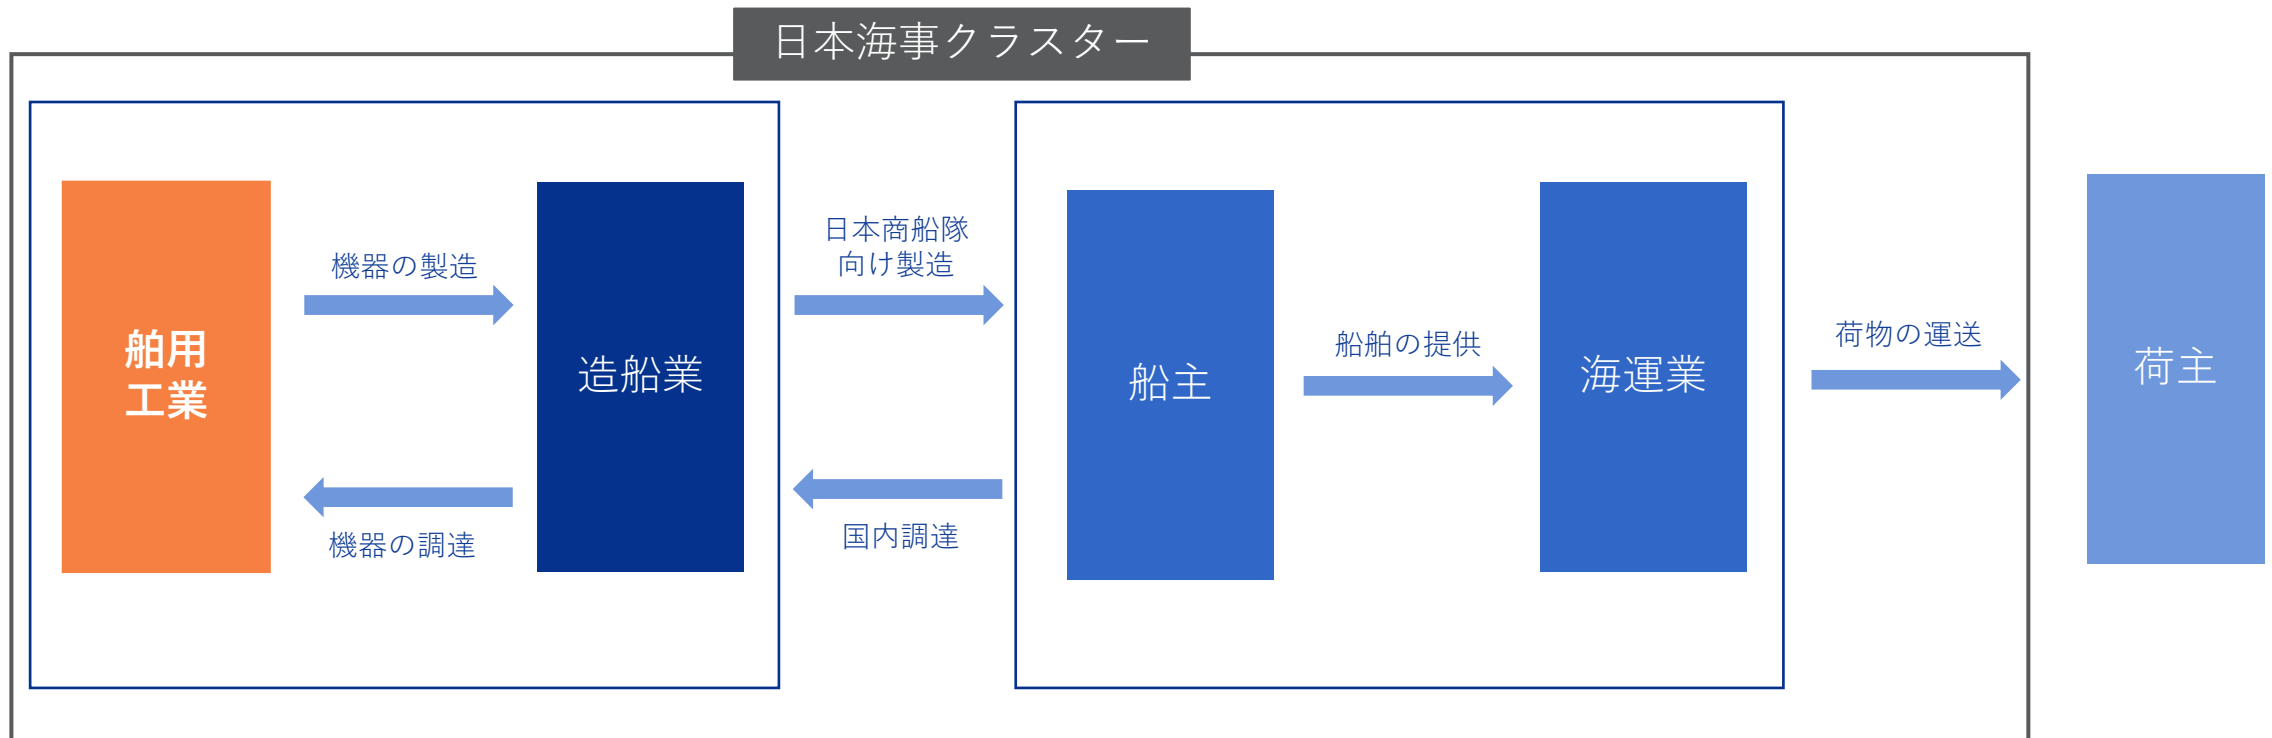 日本海事クラスター
舶用
工業
機器の製造
機器の調達
造船業
日本商船隊
向け製造
国内調達
船主
船舶の提供
海運業
荷物の運送
荷主